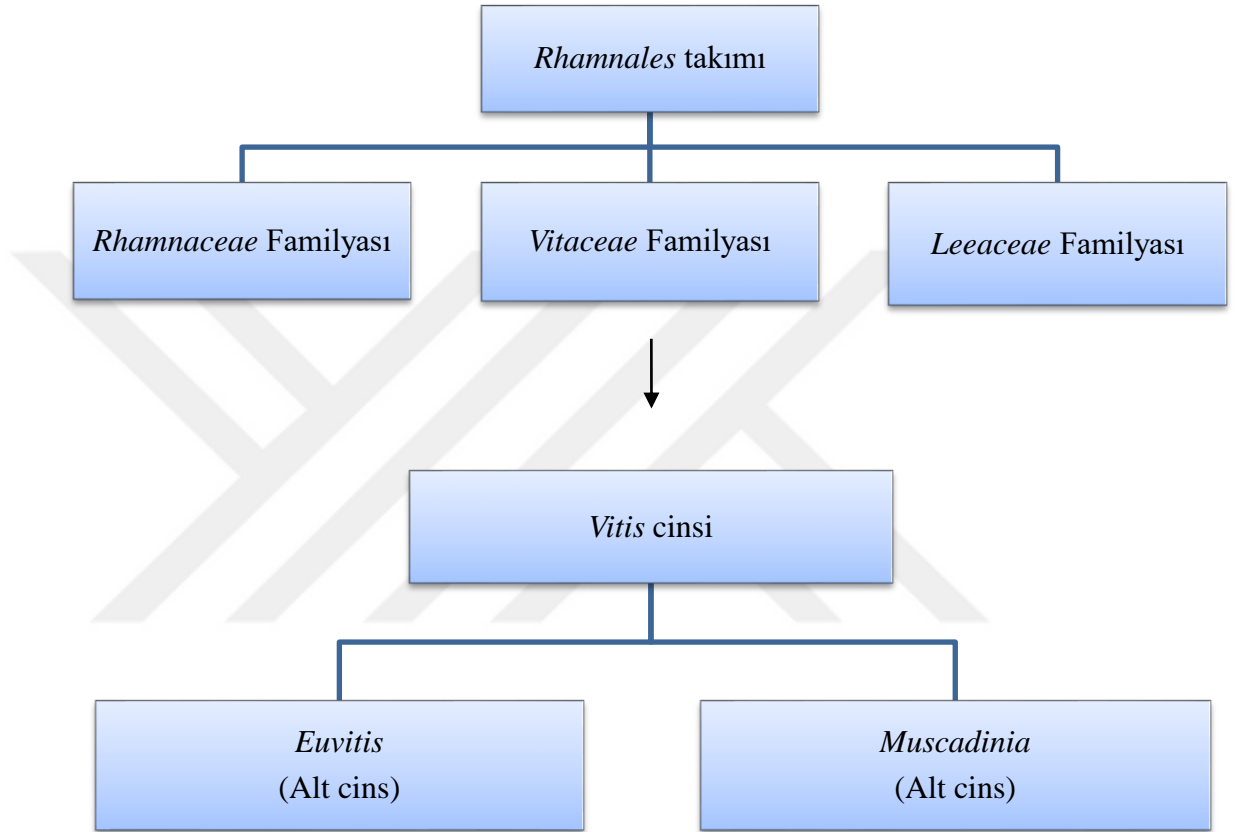 Rhamnales takımı
Rhamnaceae Familyası
Vitaceae Familyası
Leeaceae Familyası
Vitis cinsi
Euvitis
(Alt cins)
Muscadinia
(Alt cins)